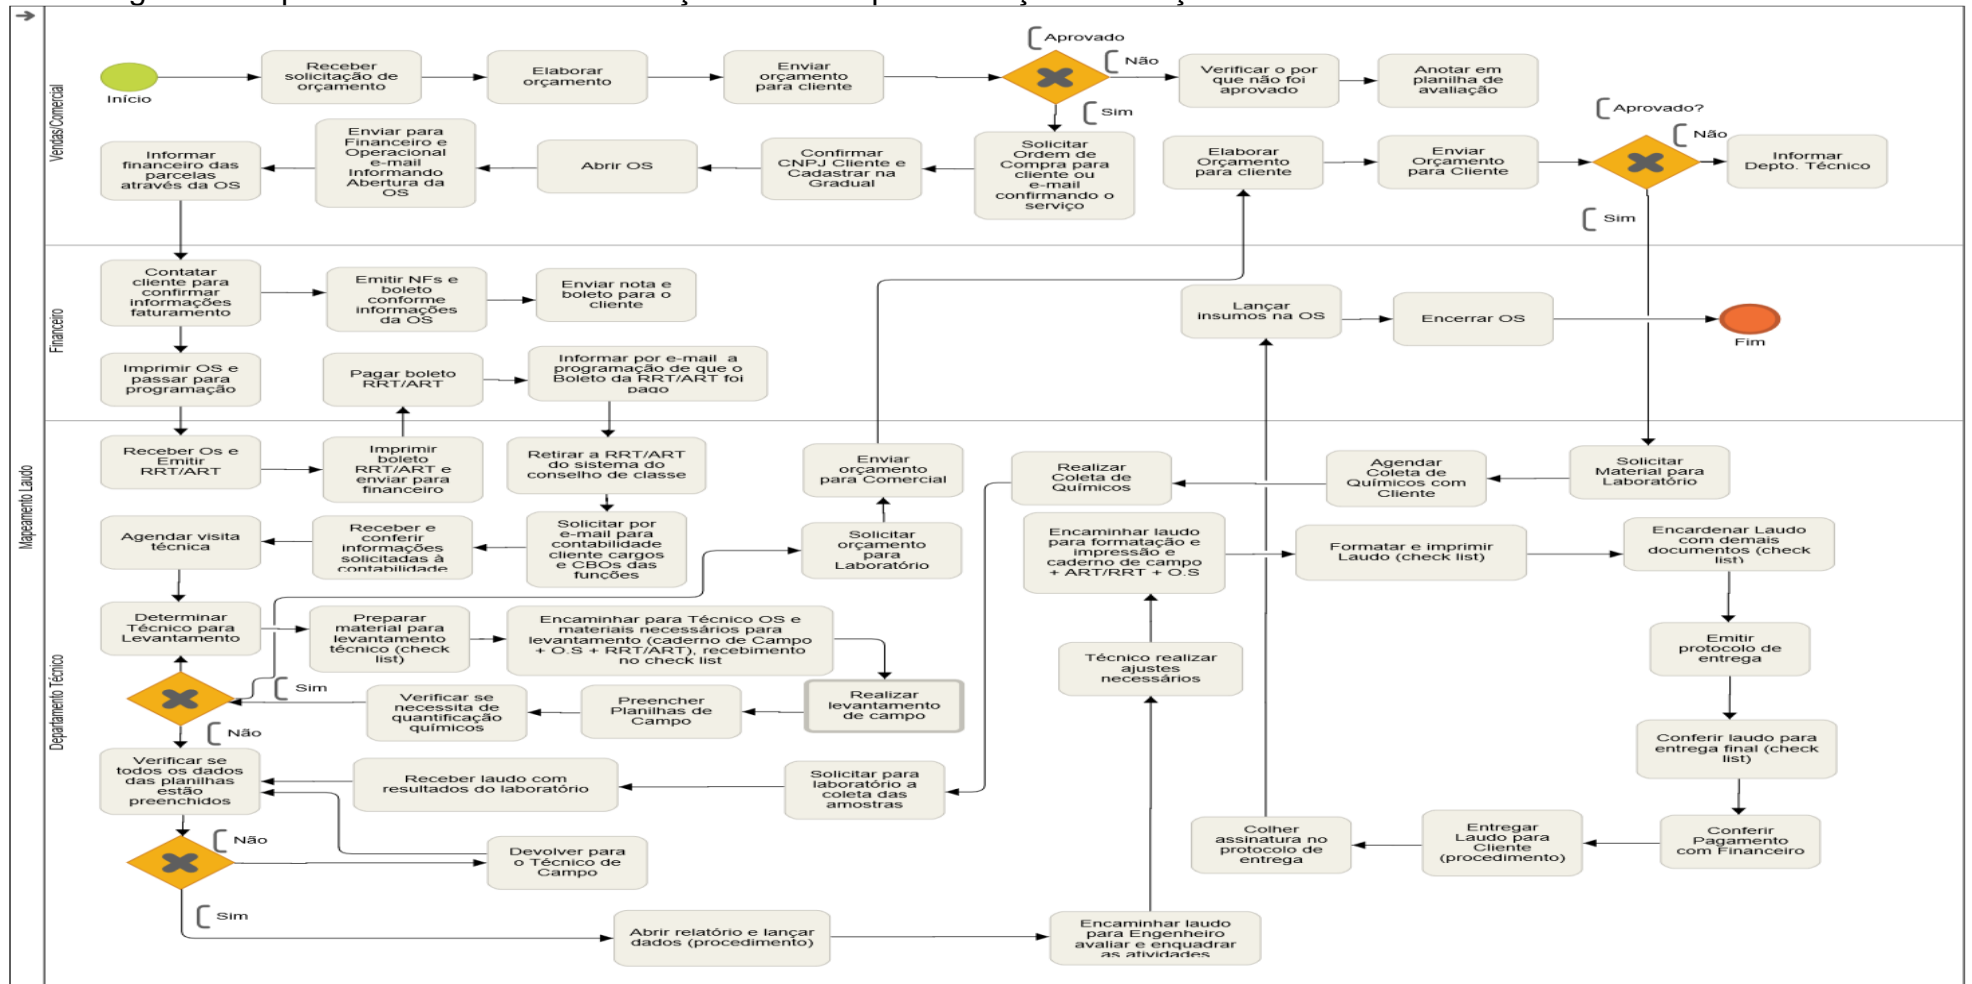 Mapeamento Laudo
Vendas/Comercial
Início
Receber
solicitação de
orçamento
Elaborar
orçamento
Enviar
orçamento
para cliente
Aprovado
Não
Sim
Verificar o por
que não foi
aprovado
Anotar em
planilha de
avaliação
Informar
financeiro das
parcelas
através da OS
Enviar para
Financeiro e
Operacional
e-mail
Informando
Abertura da
OS
Abrir OS
Confirmar
CNPJ Cliente e
Cadastrar na
Gradual
Solicitar
Ordem de
Compra para
cliente ou
e-mail
confirmando o
serviço
Elaborar
Orçamento
para cliente
Enviar
Orçamento
para Cliente
Aprovado?
Não
Sim
Informar
Depto. Técnico
Financeiro
Contatar
cliente para
confirmar
informações
faturamento
Emitir NFs e
boleto
conforme
informações
da OS
Enviar nota e
boleto para o
cliente
Lançar
insumos na OS
Encerrar OS
Fim
Imprimir OS e
passar para
programação
Pagar boleto
RRT/ART
Informar por e-mail a
programação de que o
Boleto da RRT/ART foi
pago
Departamento Técnico
Receber Os e
Emitir
RRT/ART
Imprimir
boleto
RRT/ART e
enviar para
financeiro
Retirar a RRT/ART
do sistema do
conselho de classe
Enviar
orçamento
para Comercial
Realizar
Coleta de
Químicos
Agendar
Coleta de
Químicos com
Cliente
Solicitar
Material para
Laboratório
Agendar visita
técnica
Receber e
conferir
informações
solicitadas à
contabilidade
Solicitar por
e-mail para
contabilidade
cliente cargos
e CBOs das
funções
Solicitar
orçamento
para
Laboratório
Encaminhar laudo
para formatação e
impressão e
caderno de campo
+ ART/RRT + O.S
Formatar e imprimir
Laudo (check list)
Encardenar Laudo
com demais
documentos (check
list)
Determinar
Técnico para
Levantamento
Preparar
material para
levantamento
técnico (check
list)
Encaminhar para Técnico OS e
materiais necessários para
levantamento (caderno de Campo
+ O.S + RRT/ART), recebimento
no check list
Técnico realizar
ajustes
necessários
Emitir
protocolo de
entrega
Sim
Não
Verificar se
necessita de
quantificação
químicos
Preencher
Planilhas de
Campo
Realizar
levantamento
de campo
Conferir laudo para
entrega final (check
list)
Verificar se
todos os dados
das planilhas
estão
preenchidos
Receber laudo com
resultados do laboratório
Solicitar para
laboratório a
coleta das
amostras
Não
Sim
Devolver para
o Técnico de
Campo
Colher
assinatura no
protocolo de
entrega
Entregar
Laudo para
Cliente
(procedimento)
Conferir
Pagamento
com Financeiro
Abrir relatório e lançar
dados (procedimento)
Encaminhar laudo
para Engenheiro
avaliar e enquadrar
as atividades